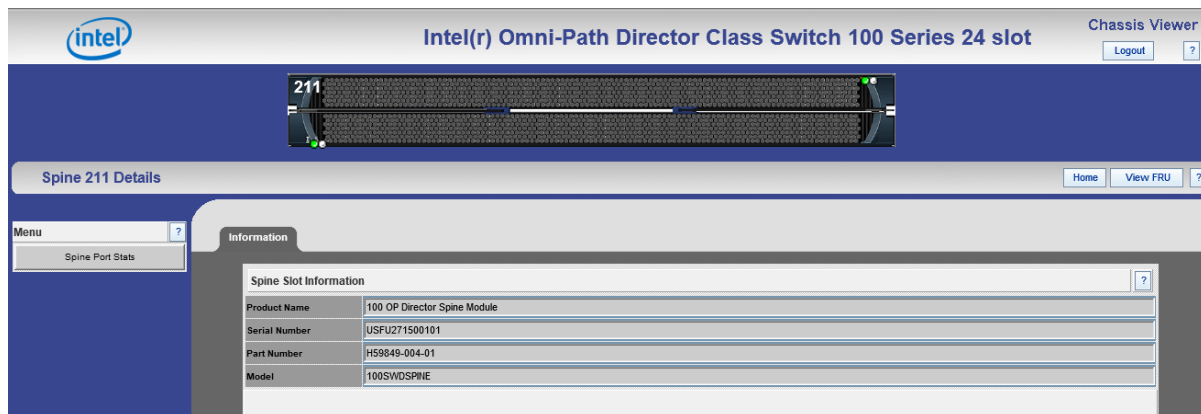 intel
Intel(r) Omni-Path Director Class Switch 100 Series 24 slot
Chassis Viewer
Logout
?
211
Spine 211 Details
Home
View FRU
?
Menu
?
Spine Port Stats
Information
Spine Slot Information
?
Product Name 100 OP Director Spine Module
Serial Number USFU271500101
Part Number H59849-004-01
Model 100SWDSPINE